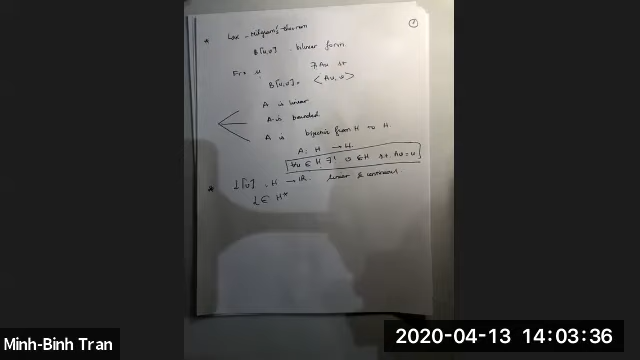 * Lax - Milgram's theorem
①
B[u,v] bilinear form.
Fix u ∃ Au st
B[u,v] = <Au, v>
A is linear
A is bounded
A is bijective from H to H
A: H → H.
∀u ∈ H ∃! ∈ H st Au =
* L[v] : H → ℝ. linear & continuous.
L ∈ H*
Minh-Binh Tran
2020-04-13 14:03:36